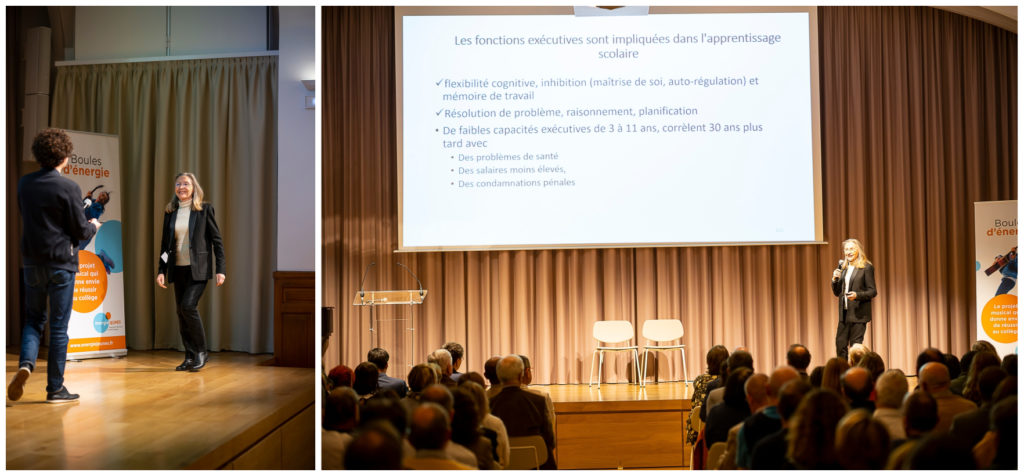 Boules
d'énergie
Le projet
musical qui
donne envie
de réussir
au collège
Les fonctions exécutives sont impliquées dans l'apprentissage
scolaire
✓flexibilité cognitive, inhibition (maîtrise de soi, auto-régulation) et
mémoire de travail
✓Résolution de problème, raisonnement, planification
• De faibles capacités exécutives de 3 à 11 ans, corrèlent 30 ans plus
tard avec
• Des problèmes de santé
• Des salaires moins élevés,
• Des condamnations pénales
Boules
d'éner
Le projet
musical qui
donne envie
de réussir
au collège